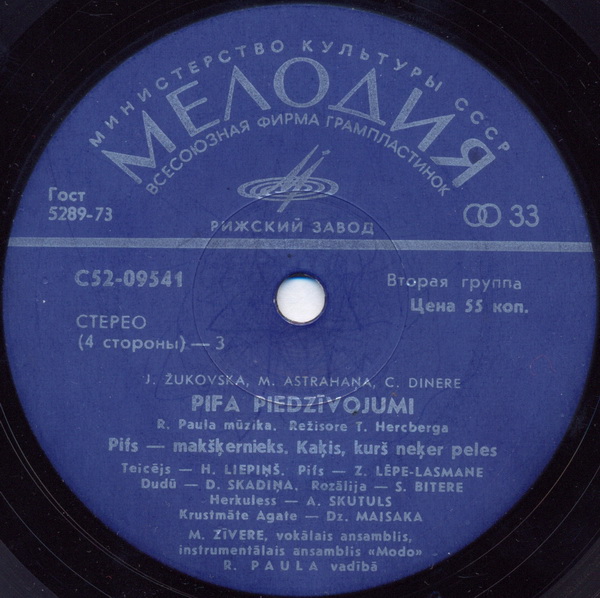 МИНИСТЕРСТВО КУЛЬТУРЫ СССР
МЕЛОДИЯ
ВСЕСОЮЗНАЯ ФИРМА ГРАМПЛАСТИНОК
Гост
5289-73
РИЖСКИЙ ЗАВОД
33
С52-09541
Вторая группа
Цена 55 коп.
СТЕРЕО
(4 стороны) — 3
J. ŽUKOVSKA, M. ASTRAHANA, C. DINERE
PIFA PIEDZĪVOJUMI
R. Paula mūzika. Režisore T. Hercberga
Pifs — makšķernieks. Kaķis, kurš neķer peles
Teicējs — H. LIEPIŅŠ, Pifs — Z. LĒPE-LASMANE
Dudū — D. SKADIŅA, Rozālija — S. BITERE
Herkuless — A. SKUTULS
Krustmāte Agate — Dz. MAISAKA
M. ZĪVERE, vokālais ansamblis,
instrumentālais ansamblis «Modo»
R. PAULA vadībā